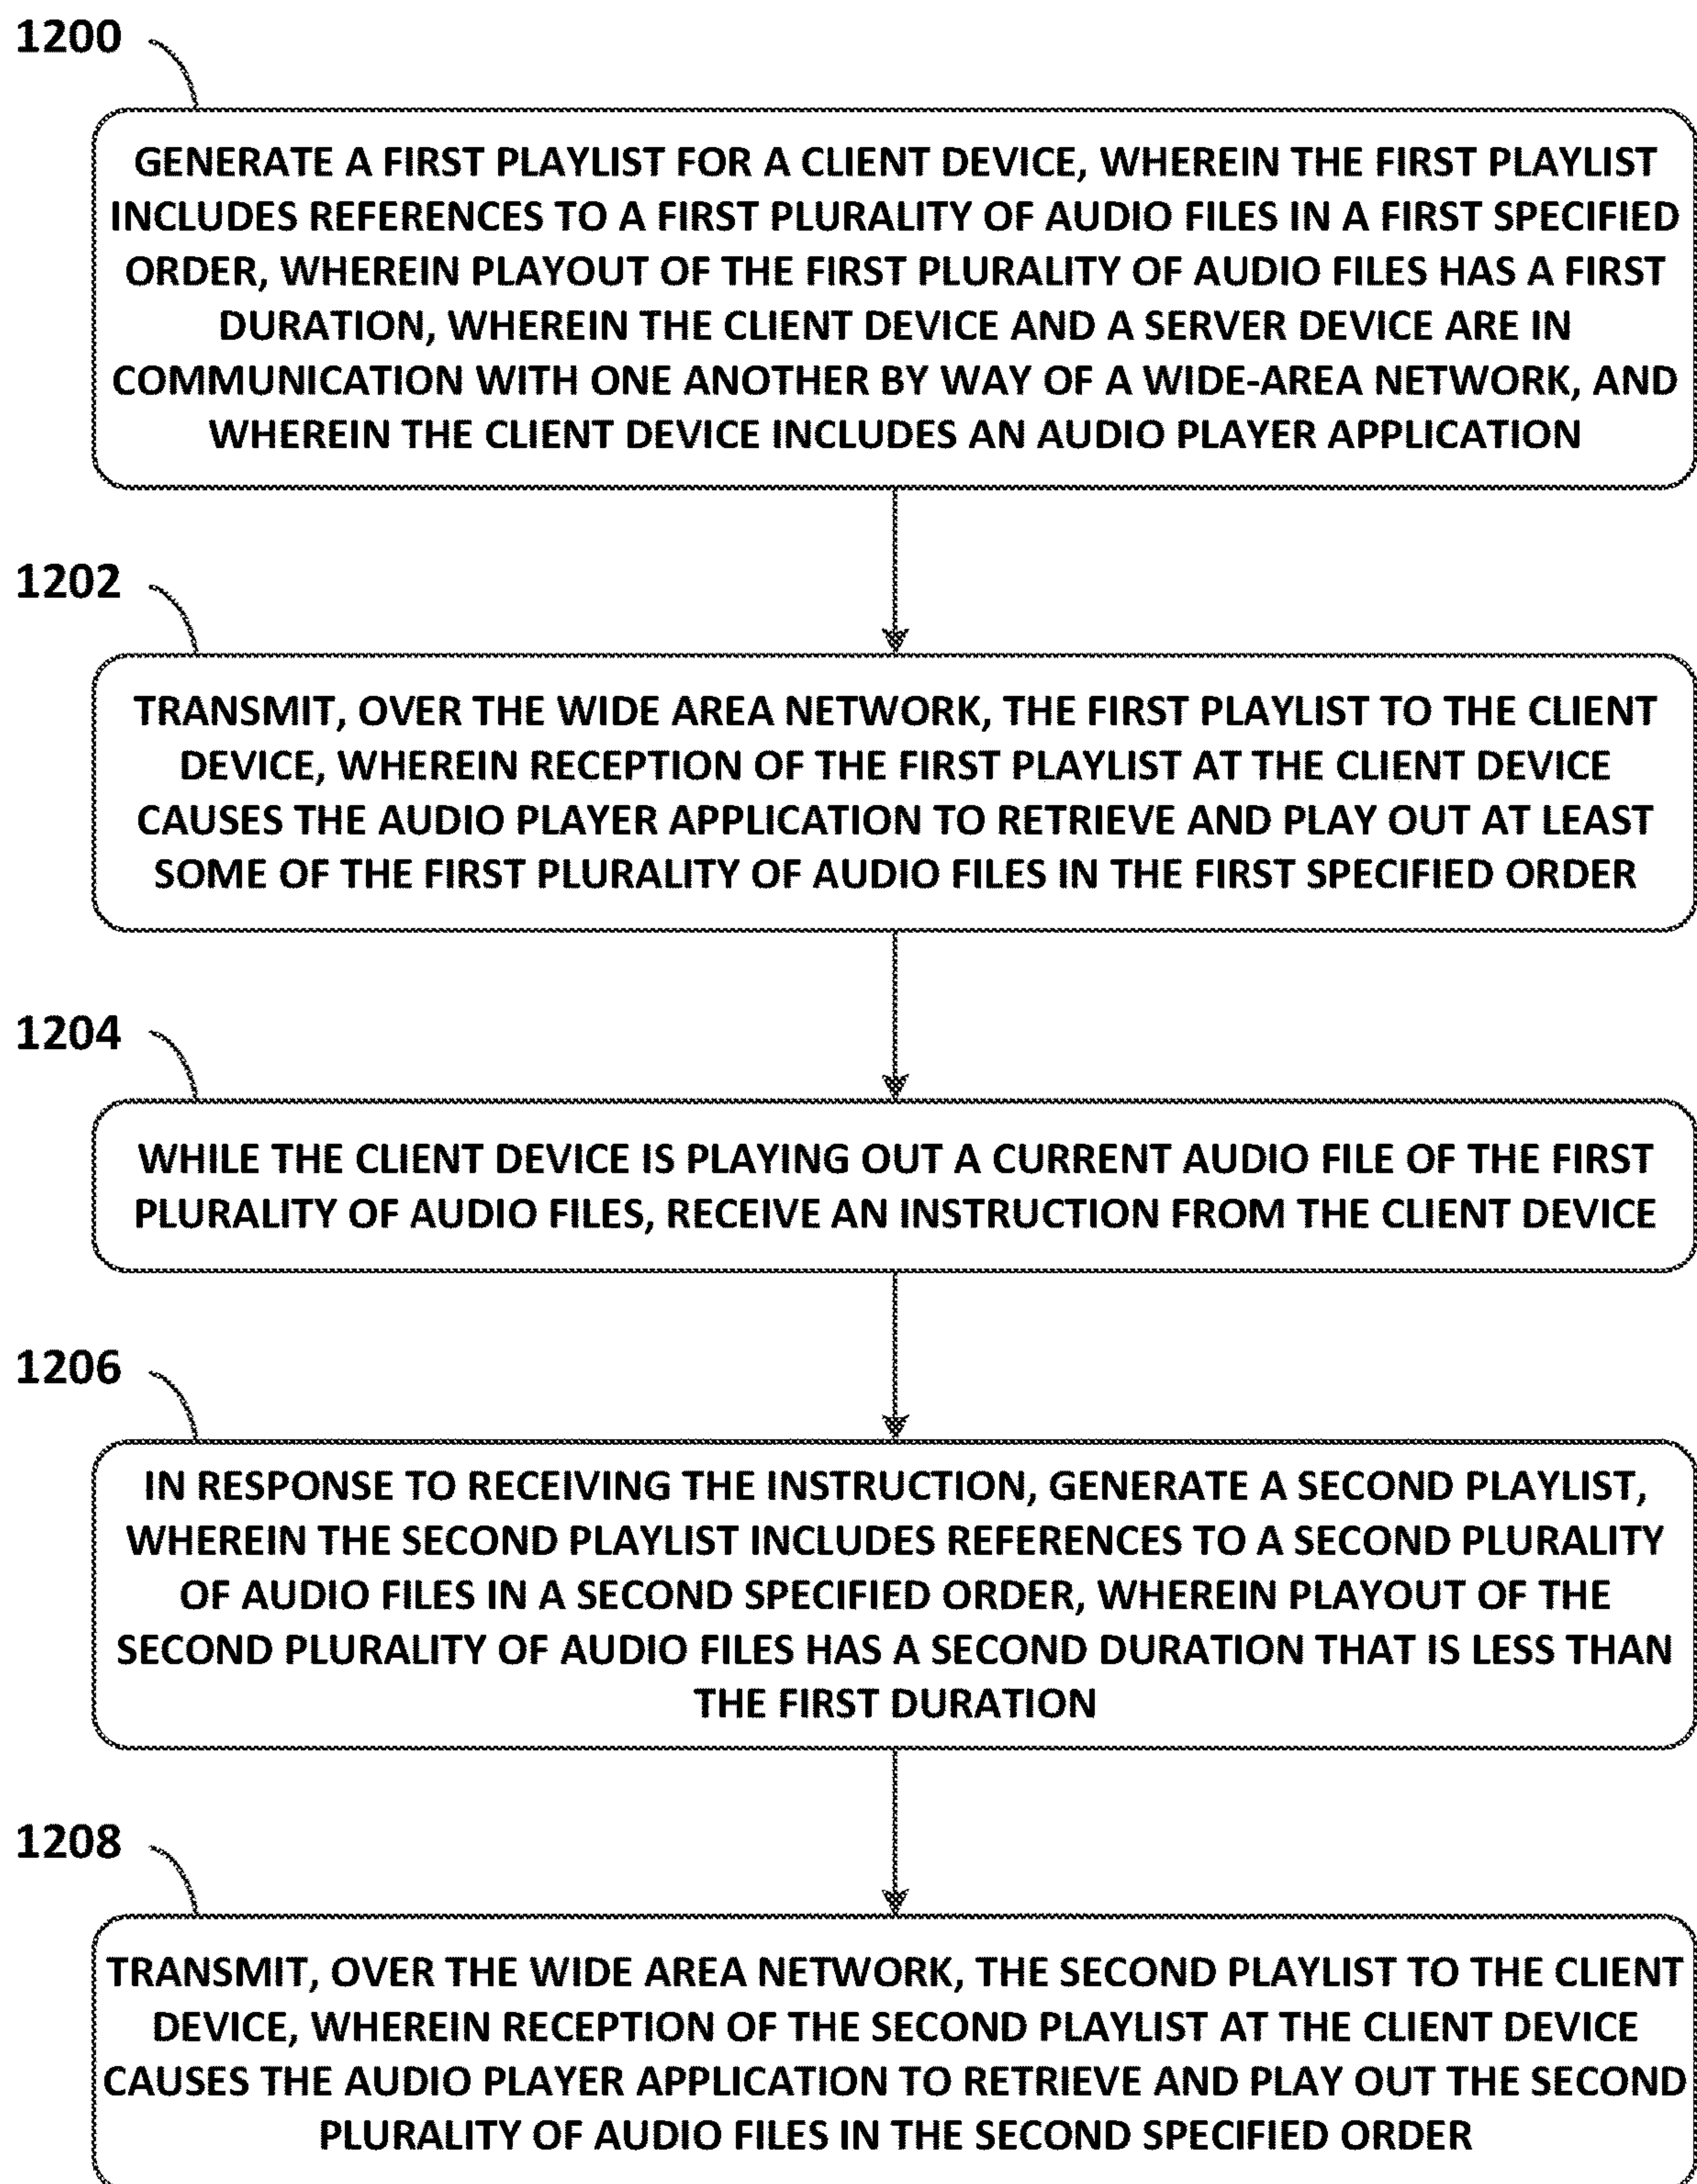 1200
GENERATE A FIRST PLAYLIST FOR A CLIENT DEVICE, WHEREIN THE FIRST PLAYLIST
INCLUDES REFERENCES TO A FIRST PLURALITY OF AUDIO FILES IN A FIRST SPECIFIED
ORDER, WHEREIN PLAYOUT OF THE FIRST PLURALITY OF AUDIO FILES HAS A FIRST
DURATION, WHEREIN THE CLIENT DEVICE AND A SERVER DEVICE ARE IN
COMMUNICATION WITH ONE ANOTHER BY WAY OF A WIDE-AREA NETWORK, AND
WHEREIN THE CLIENT DEVICE INCLUDES AN AUDIO PLAYER APPLICATION
1202
TRANSMIT, OVER THE WIDE AREA NETWORK, THE FIRST PLAYLIST TO THE CLIENT
DEVICE, WHEREIN RECEPTION OF THE FIRST PLAYLIST AT THE CLIENT DEVICE
CAUSES THE AUDIO PLAYER APPLICATION TO RETRIEVE AND PLAY OUT AT LEAST
SOME OF THE FIRST PLURALITY OF AUDIO FILES IN THE FIRST SPECIFIED ORDER
1204
WHILE THE CLIENT DEVICE IS PLAYING OUT A CURRENT AUDIO FILE OF THE FIRST
PLURALITY OF AUDIO FILES, RECEIVE AN INSTRUCTION FROM THE CLIENT DEVICE
1206
IN RESPONSE TO RECEIVING THE INSTRUCTION, GENERATE A SECOND PLAYLIST,
WHEREIN THE SECOND PLAYLIST INCLUDES REFERENCES TO A SECOND PLURALITY
OF AUDIO FILES IN A SECOND SPECIFIED ORDER, WHEREIN PLAYOUT OF THE
SECOND PLURALITY OF AUDIO FILES HAS A SECOND DURATION THAT IS LESS THAN
THE FIRST DURATION
1208
TRANSMIT, OVER THE WIDE AREA NETWORK, THE SECOND PLAYLIST TO THE CLIENT
DEVICE, WHEREIN RECEPTION OF THE SECOND PLAYLIST AT THE CLIENT DEVICE
CAUSES THE AUDIO PLAYER APPLICATION TO RETRIEVE AND PLAY OUT THE SECOND
PLURALITY OF AUDIO FILES IN THE SECOND SPECIFIED ORDER